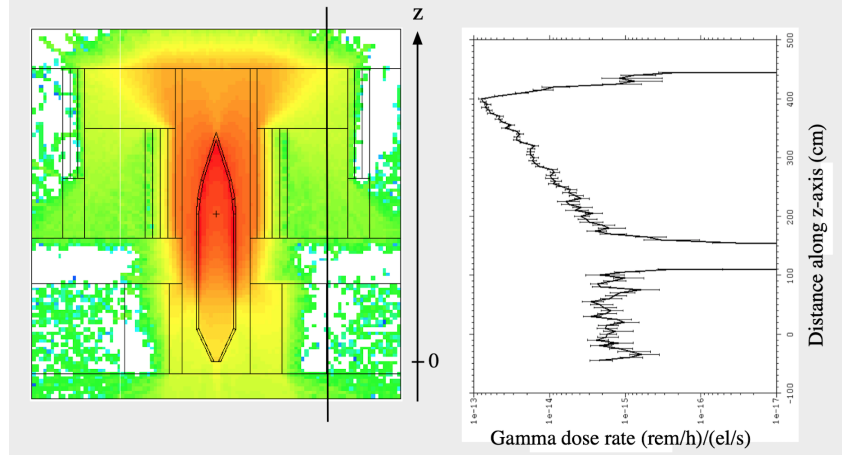 z
0
500
400
300
200
100
0
-100
Distance along z-axis (cm)
1e-13
1e-14
1e-15
1e-16
1e-17
Gamma dose rate (rem/h)/(el/s)